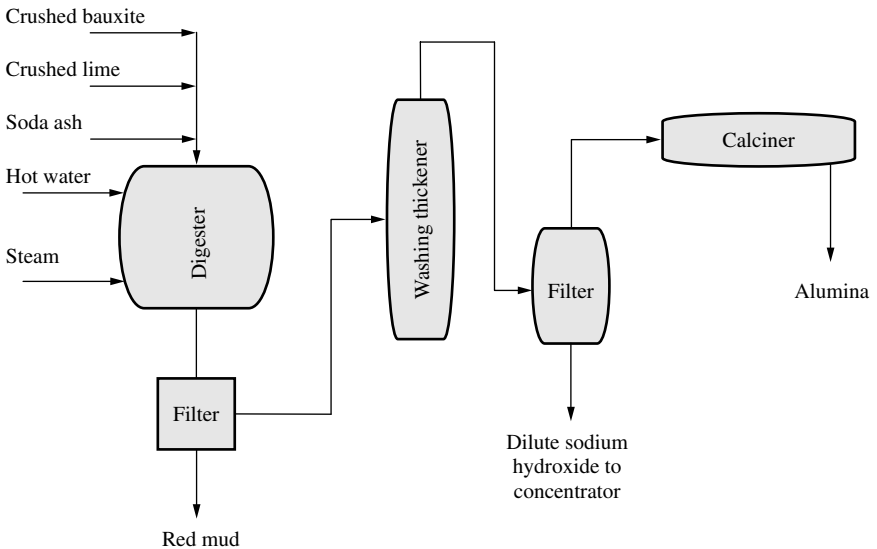 Crushed bauxite
Crushed lime
Soda ash
Hot water
Steam
Digester
Filter
Red mud
Washing thickener
Filter
Dilute sodium
hydroxide to
concentrator
Calciner
Alumina